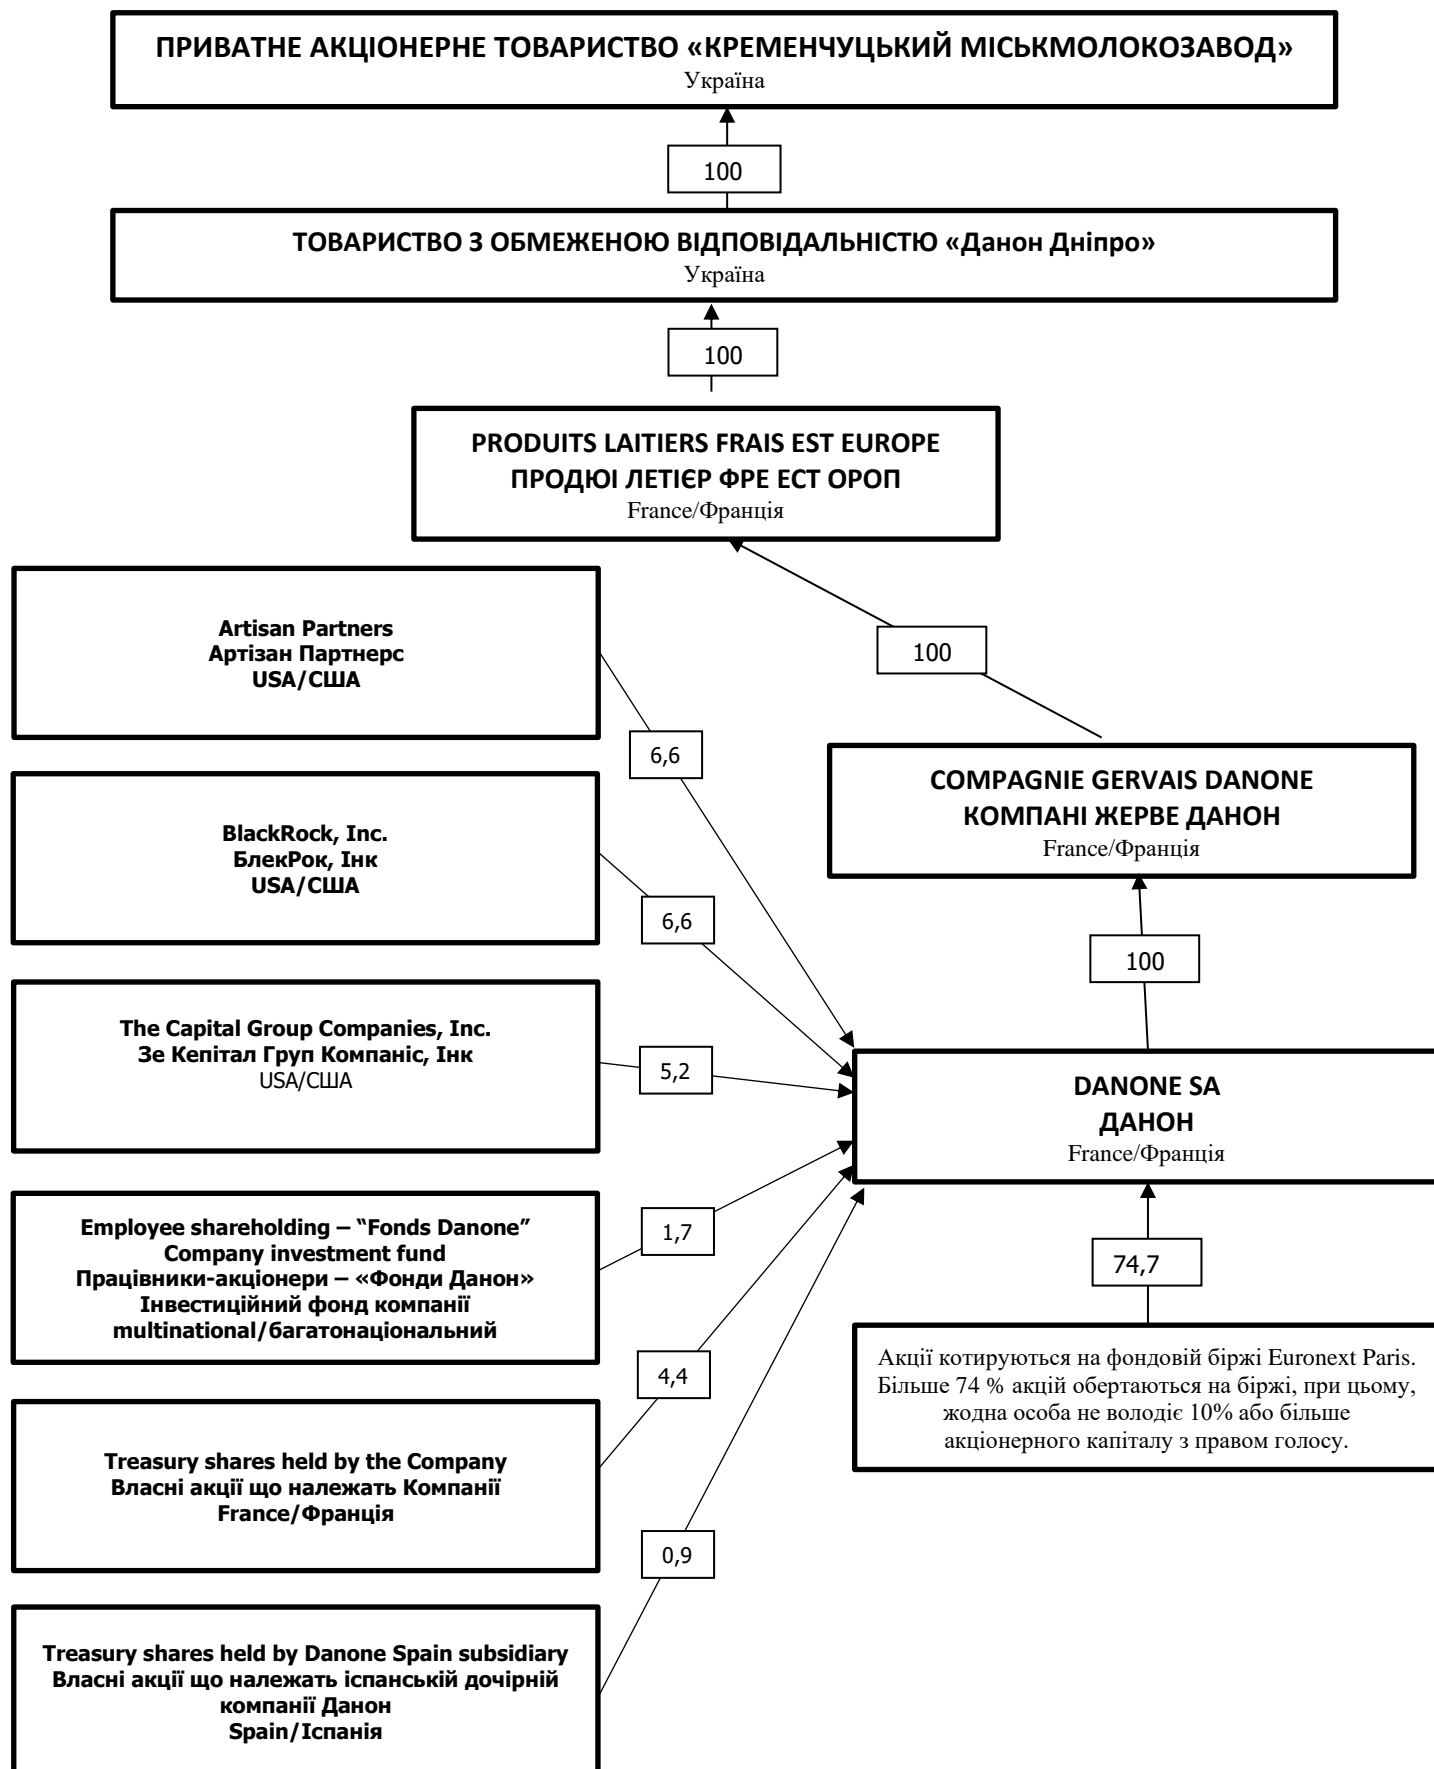 ПРИВАТНЕ АКЦІОНЕРНЕ ТОВАРИСТВО «КРЕМЕНЧУЦЬКИЙ МІСЬКМОЛОКОЗАВОД»
Україна
100
ТОВАРИСТВО З ОБМЕЖЕНОЮ ВІДПОВІДАЛЬНІСТЮ «Данон Дніпро»
Україна
100
PRODUITS LAITIERS FRAIS EST EUROPE
ПРОДЮІ ЛЕТІЄР ФРЕ ЕСТ ОРОП
France/Франція
100
Artisan Partners
Артізан Партнерс
USA/США
6,6
COMPAGNIE GERVAIS DANONE
КОМПАНІ ЖЕРВЕ ДАНОН
France/Франція
BlackRock, Inc.
БлекРок, Інк
USA/США
6,6
100
The Capital Group Companies, Inc.
Зе Кепітал Груп Компаніс, Інк
USA/США
5,2
DANONE SA
ДАНОН
France/Франція
Employee shareholding – “Fonds Danone”
Company investment fund
Працівники-акціонери – «Фонди Данон»
Інвестиційний фонд компанії
multinational/багатонаціональний
1,7
74,7
Акції котируються на фондовій біржі Euronext Paris.
Більше 74 % акцій обертаються на біржі, при цьому,
жодна особа не володіє 10% або більше
акціонерного капіталу з правом голосу.
4,4
Treasury shares held by the Company
Власні акції що належать Компанії
France/Франція
0,9
Treasury shares held by Danone Spain subsidiary
Власні акції що належать іспанській дочірній
компанії Данон
Spain/Іспанія